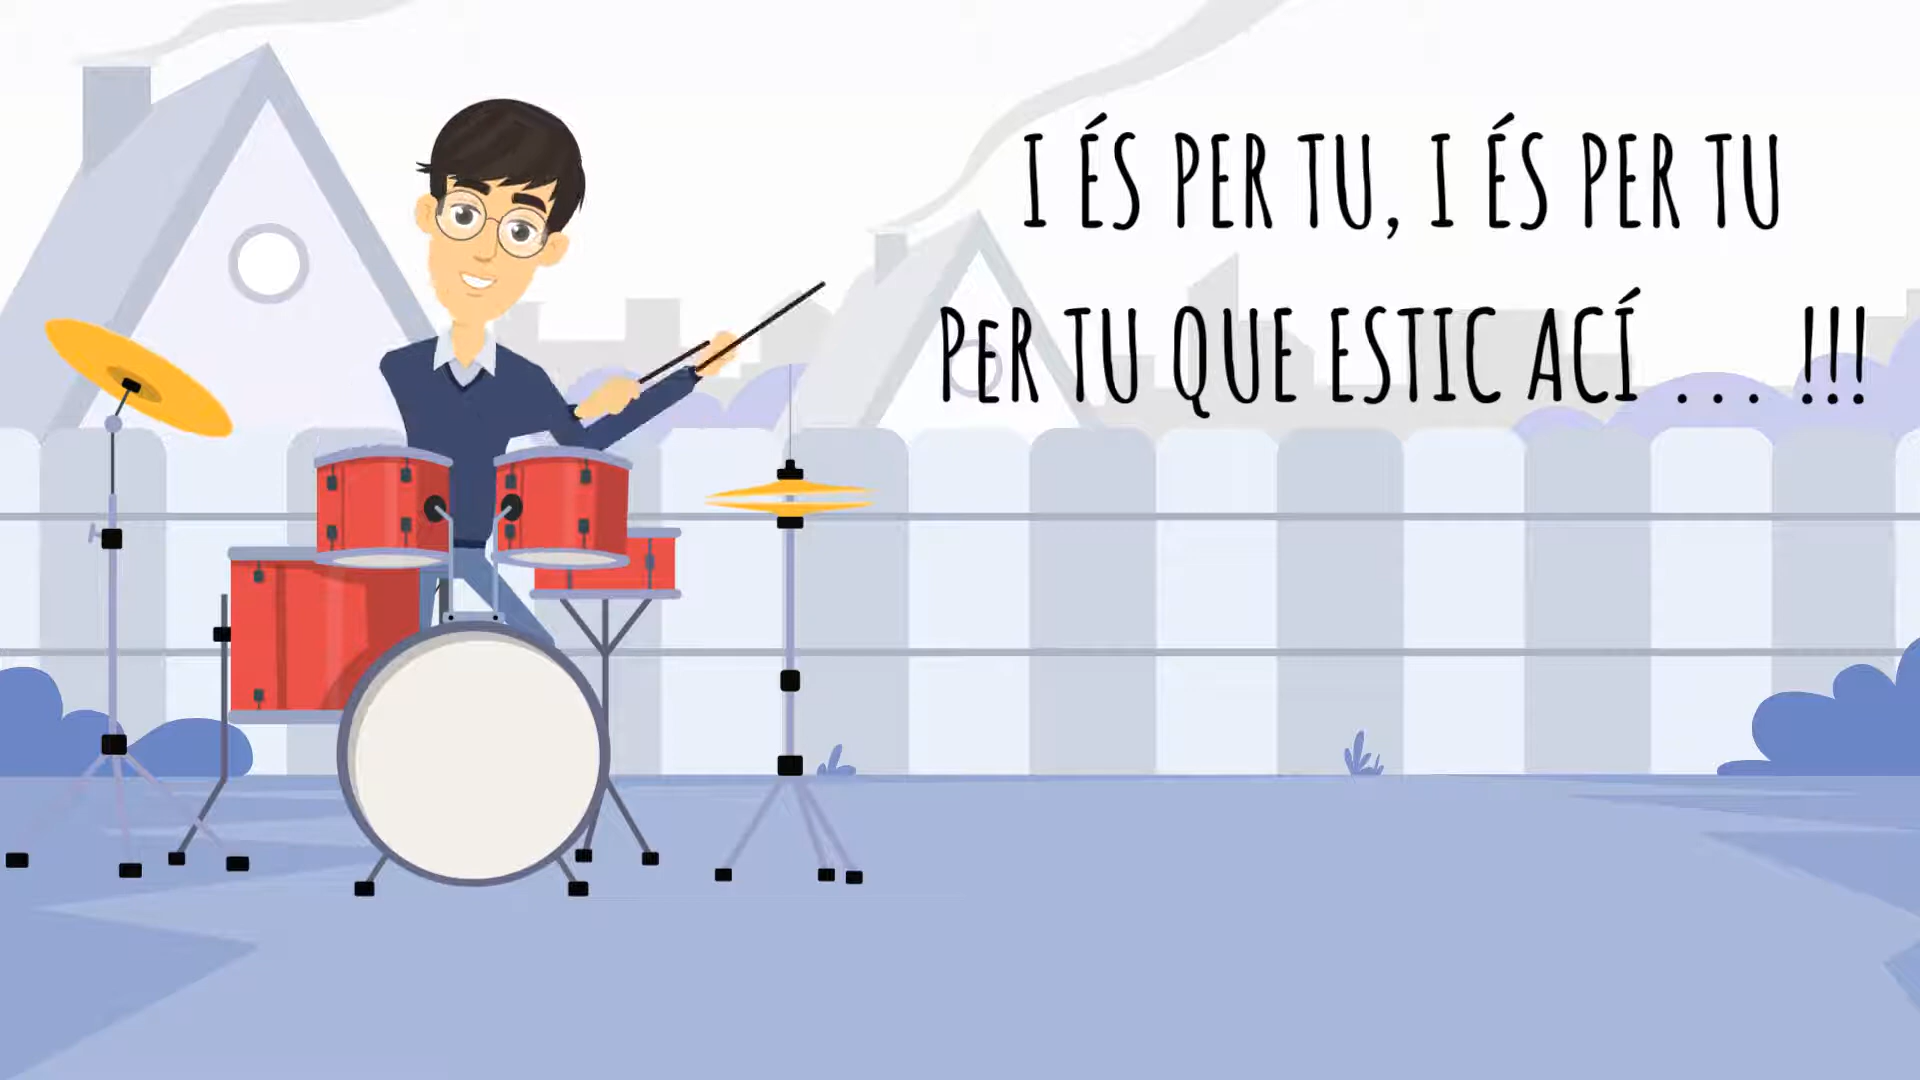 I ÉS PER TU, I ÉS PER TU
PeR TU QUE ESTIC ACÍ . . . !!!